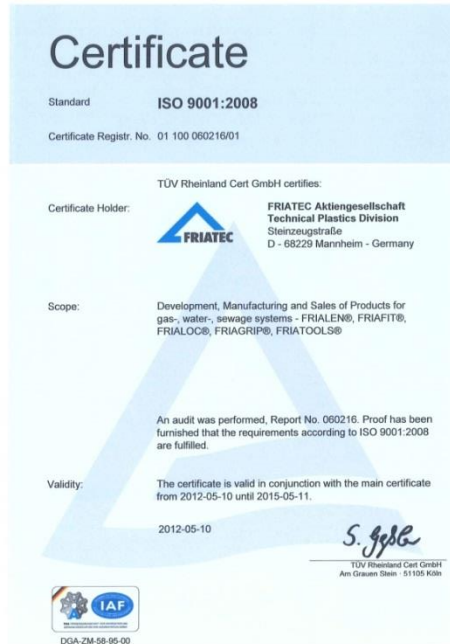 Certificate
Standard ISO 9001:2008
Certificate Registr. No. 01 100 060216/01
TÜV Rheinland Cert GmbH certifies:
Certificate Holder:
FRIATEC
FRIATEC Aktiengesellschaft
Technical Plastics Division
Steinzeugstraße
D - 68229 Mannheim - Germany
Scope:
Development, Manufacturing and Sales of Products for
gas-, water-, sewage systems - FRIALEN®, FRIAFIT®,
FRIALOC®, FRIAGRIP®, FRIATOOLS®
An audit was performed, Report No. 060216. Proof has been
furnished that the requirements according to ISO 9001:2008
are fulfilled.
Validity:
The certificate is valid in conjunction with the main certificate
from 2012-05-10 until 2015-05-11.
2012-05-10
TÜV Rheinland Cert GmbH
Am Grauen Stein · 51105 Köln
IAF
DGA-ZM-58-95-00